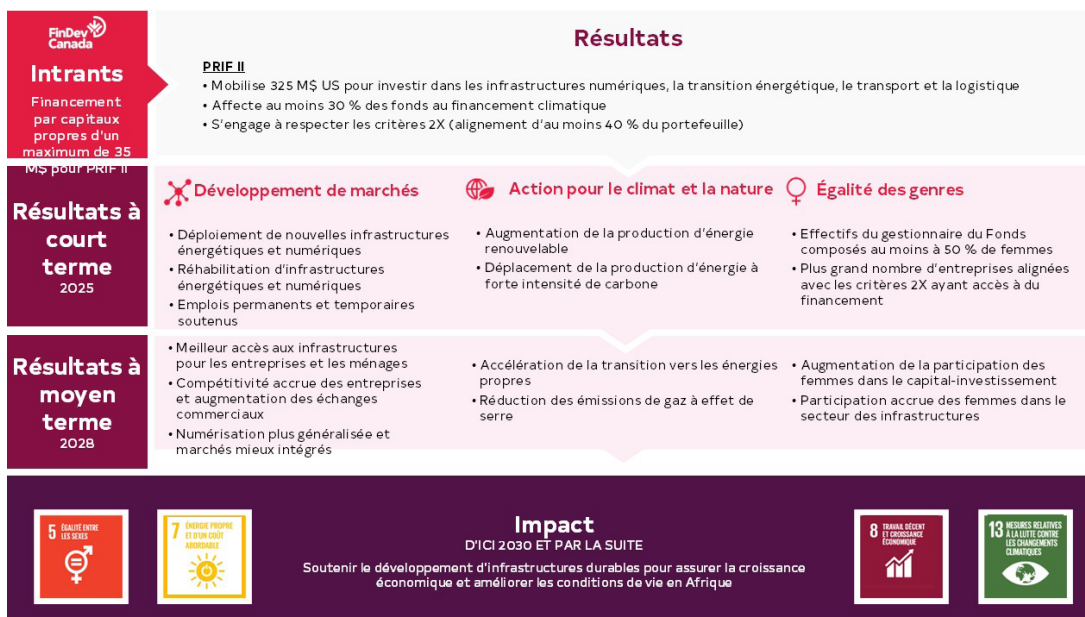 FinDev
Canada
Intrants
Financement
par capitaux
propres d'un
maximum de 35
M$ pour PRIF II
Résultats
PRIF II
• Mobilise 325 M$ US pour investir dans les infrastructures numériques, la transition énergétique, le transport et la logistique
• Affecte au moins 30 % des fonds au financement climatique
• S'engage à respecter les critères 2X (alignement d'au moins 40 % du portefeuille)
Résultats à
court
terme
2025
Développement de marchés
• Déploiement de nouvelles infrastructures
énergétiques et numériques
• Réhabilitation d'infrastructures
énergétiques et numériques
• Emplois permanents et temporaires
soutenus
Action pour le climat et la nature
• Augmentation de la production d'énergie
renouvelable
• Déplacement de la production d'énergie à
forte intensité de carbone
Égalité des genres
• Effectifs du gestionnaire du Fonds
composés au moins à 50 % de femmes
• Plus grand nombre d'entreprises alignées
avec les critères 2X ayant accès à du
financement
Résultats à
moyen
terme
2028
• Meilleur accès aux infrastructures
pour les entreprises et les ménages
• Compétitivité accrue des entreprises
et augmentation des échanges
commerciaux
• Numérisation plus généralisée et
marchés mieux intégrés
• Accélération de la transition vers les énergies
propres
• Réduction des émissions de gaz à effet de
serre
• Augmentation de la participation des
femmes dans le capital-investissement
• Participation accrue des femmes dans le
secteur des infrastructures
5 ÉGALITÉ ENTRE
LES SEXES
7 ÉNERGIE PROPRE
ET D'UN COÛT
ABORDABLE
Impact
D'ICI 2030 ET PAR LA SUITE
Soutenir le développement d'infrastructures durables pour assurer la croissance
économique et améliorer les conditions de vie en Afrique
8 TRAVAIL DÉCENT
ET CROISSANCE
ÉCONOMIQUE
13 MESURES RELATIVES
À LA LUTTE CONTRE
LES CHANGEMENTS
CLIMATIQUES